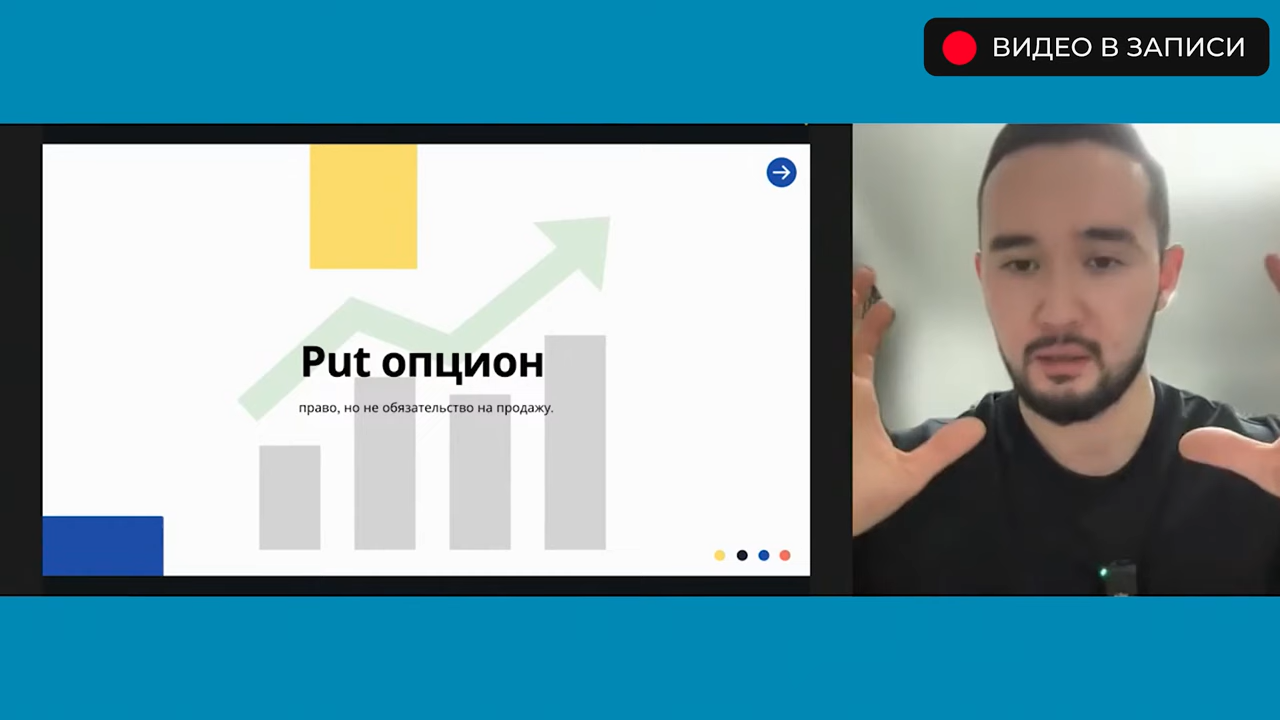 ВИДЕО В ЗАПИСИ
Put опцион
право, но не обязательство на продажу.